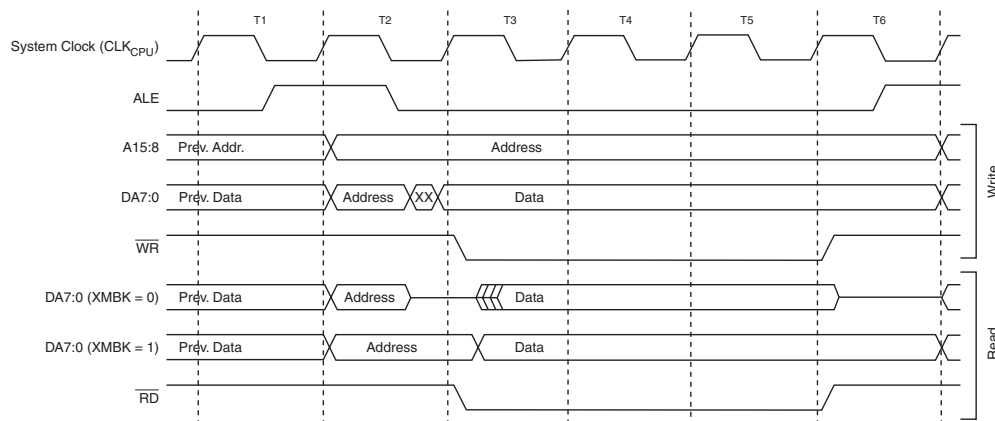 T1 T2 T3 T4 T5 T6
System Clock (CLKCPU)
ALE
A15:8 Prev. Addr. Address
DA7:0 Prev. Data Address XX Data
WR
Write
DA7:0 (XMBK = 0) Prev. Data Address Data
DA7:0 (XMBK = 1) Prev. Data Address Data
RD
Read